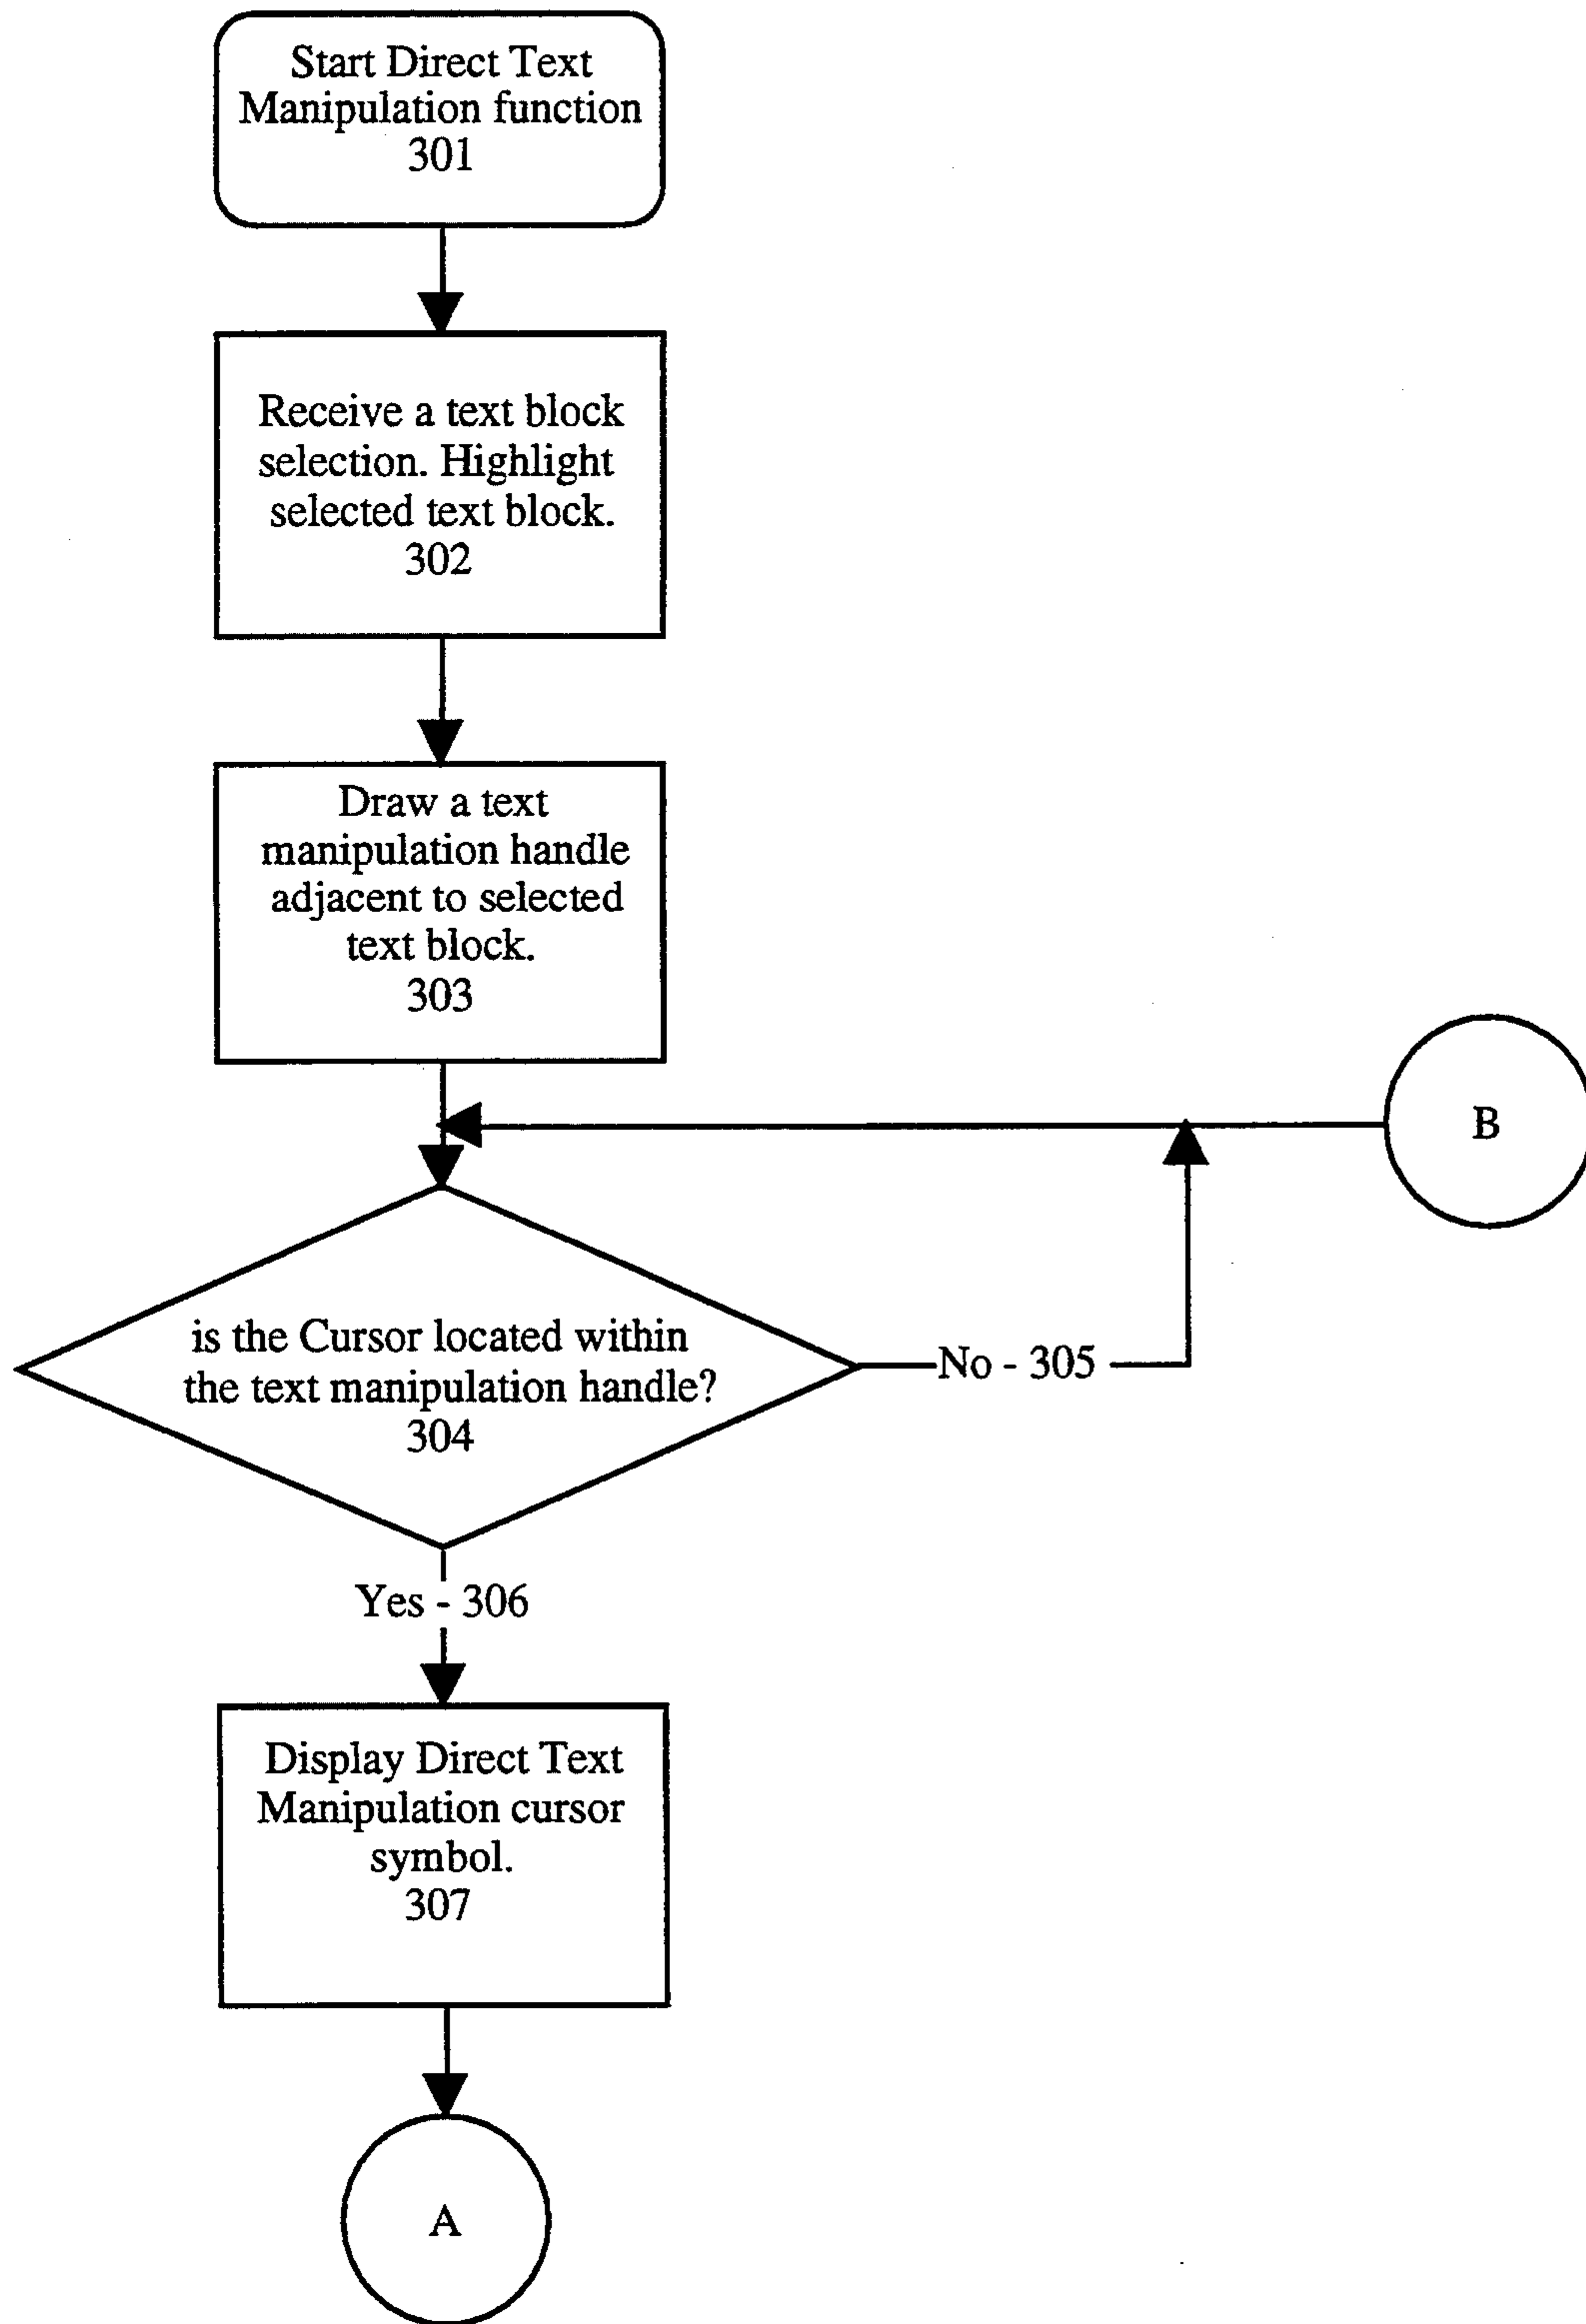 Start Direct Text
Manipulation function
301
Receive a text block
selection. Highlight
selected text block.
302
Draw a text
manipulation handle
adjacent to selected
text block.
303
B
is the Cursor located within
the text manipulation handle?
304
No - 305
Yes - 306
Display Direct Text
Manipulation cursor
symbol.
307
A